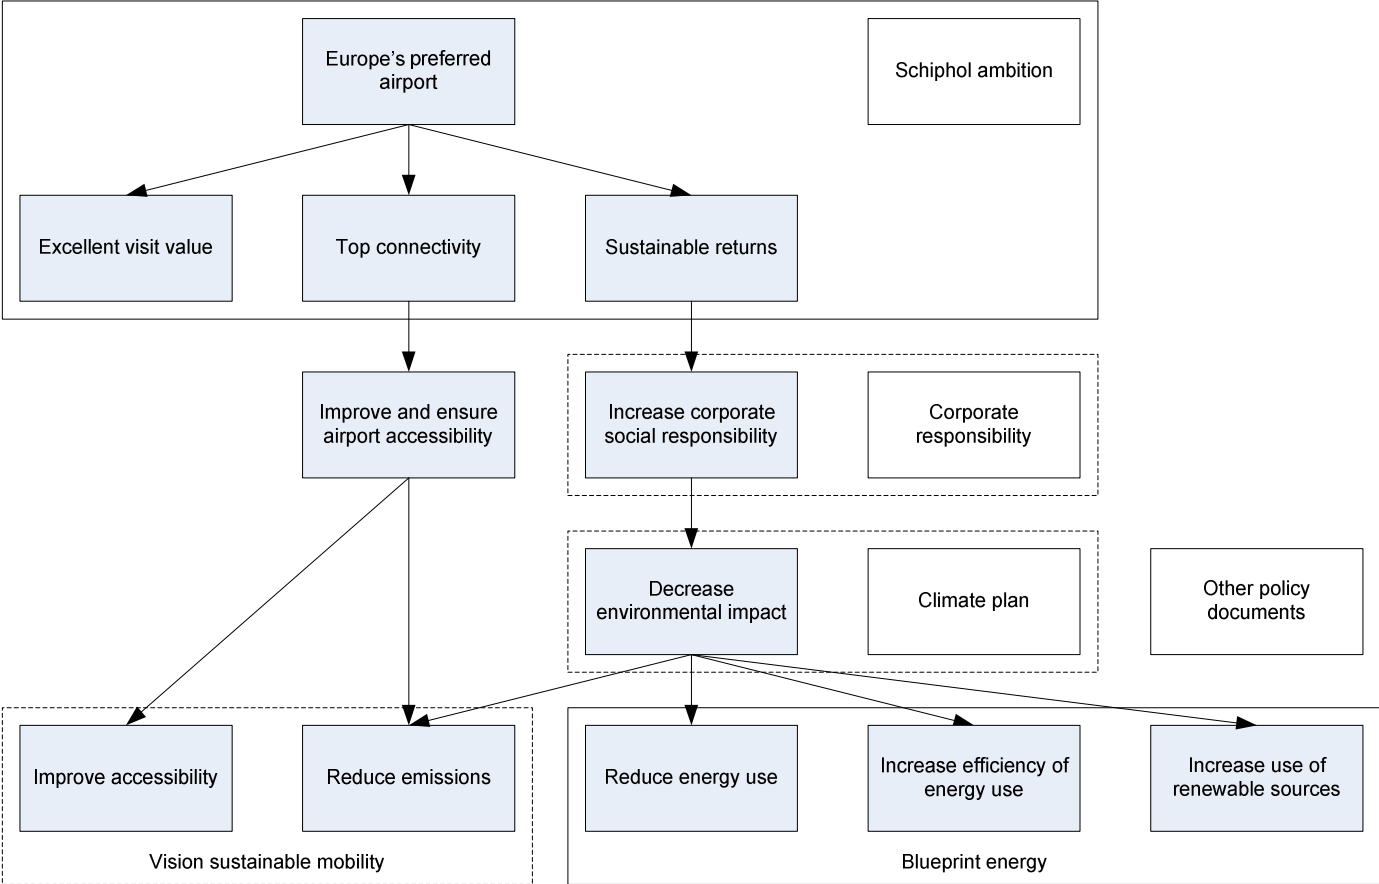 Europe's preferred
airport
Schiphol ambition
Excellent visit value
Top connectivity
Sustainable returns
Improve and ensure
airport accessibility
Increase corporate
social responsibility
Corporate
responsibility
Decrease
environmental impact
Climate plan
Other policy
documents
Improve accessibility
Reduce emissions
Reduce energy use
Increase efficiency of
energy use
Increase use of
renewable sources
Vision sustainable mobility
Blueprint energy